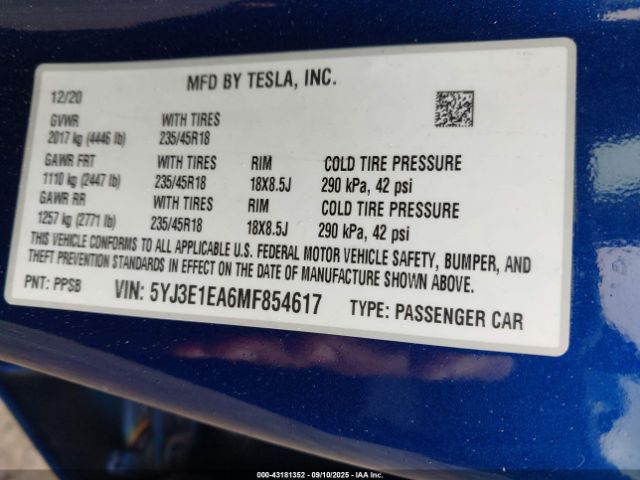 MFD BY TESLA, INC.
12/20
GVWR WITH TIRES
2017 kg (4446 lb) 235/45R18
GAWR FRT WITH TIRES RIM COLD TIRE PRESSURE
1110 kg (2447 lb) 235/45R18 18X8.5J 290 kPa, 42 psi
GAWR RR WITH TIRES RIM COLD TIRE PRESSURE
1257 kg (2771 lb) 235/45R18 18X8.5J 290 kPa, 42 psi
THIS VEHICLE CONFORMS TO ALL APPLICABLE U.S. FEDERAL MOTOR VEHICLE SAFETY, BUMPER, AND
THEFT PREVENTION STANDARDS IN EFFECT ON THE DATE OF MANUFACTURE SHOWN ABOVE.
PNT: PPSB VIN: 5YJ3E1EA6MF854617 TYPE: PASSENGER CAR
000-43181352 - 09/10/2025 - IAAI.COM